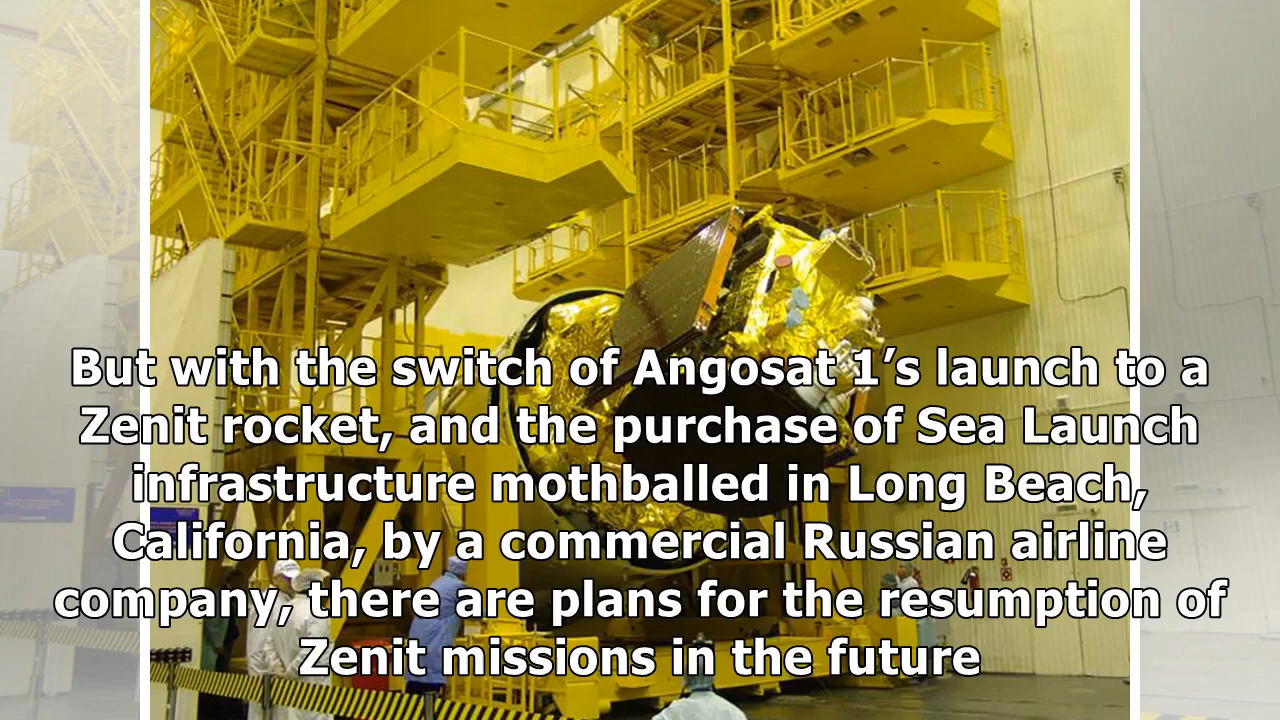 But with the switch of Angosat 1’s launch to a
Zenit rocket, and the purchase of Sea Launch
infrastructure mothballed in Long Beach,
California, by a commercial Russian airline
company, there are plans for the resumption of
Zenit missions in the future